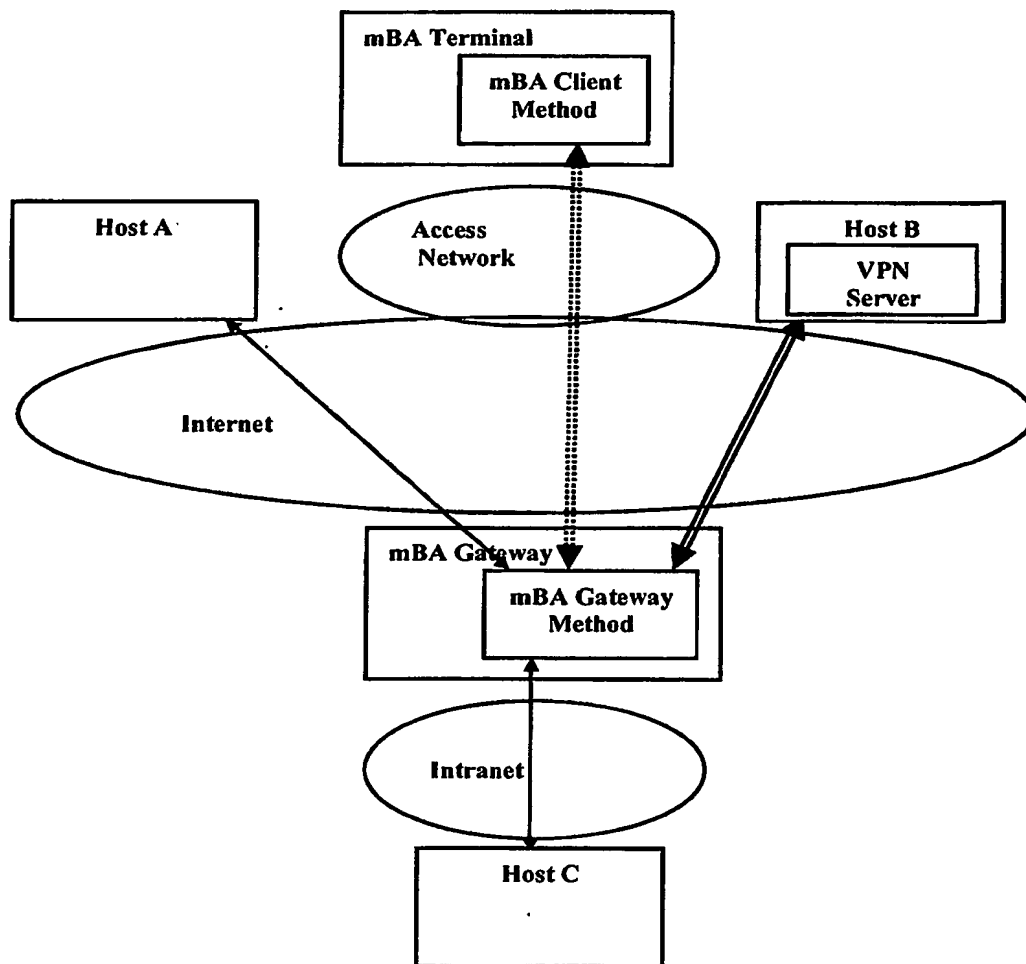 mBA Terminal
mBA Client
Method
Host A
Access
Network
Host B
VPN
Server
Internet
mBA Gateway
mBA Gateway
Method
Intranet
Host C